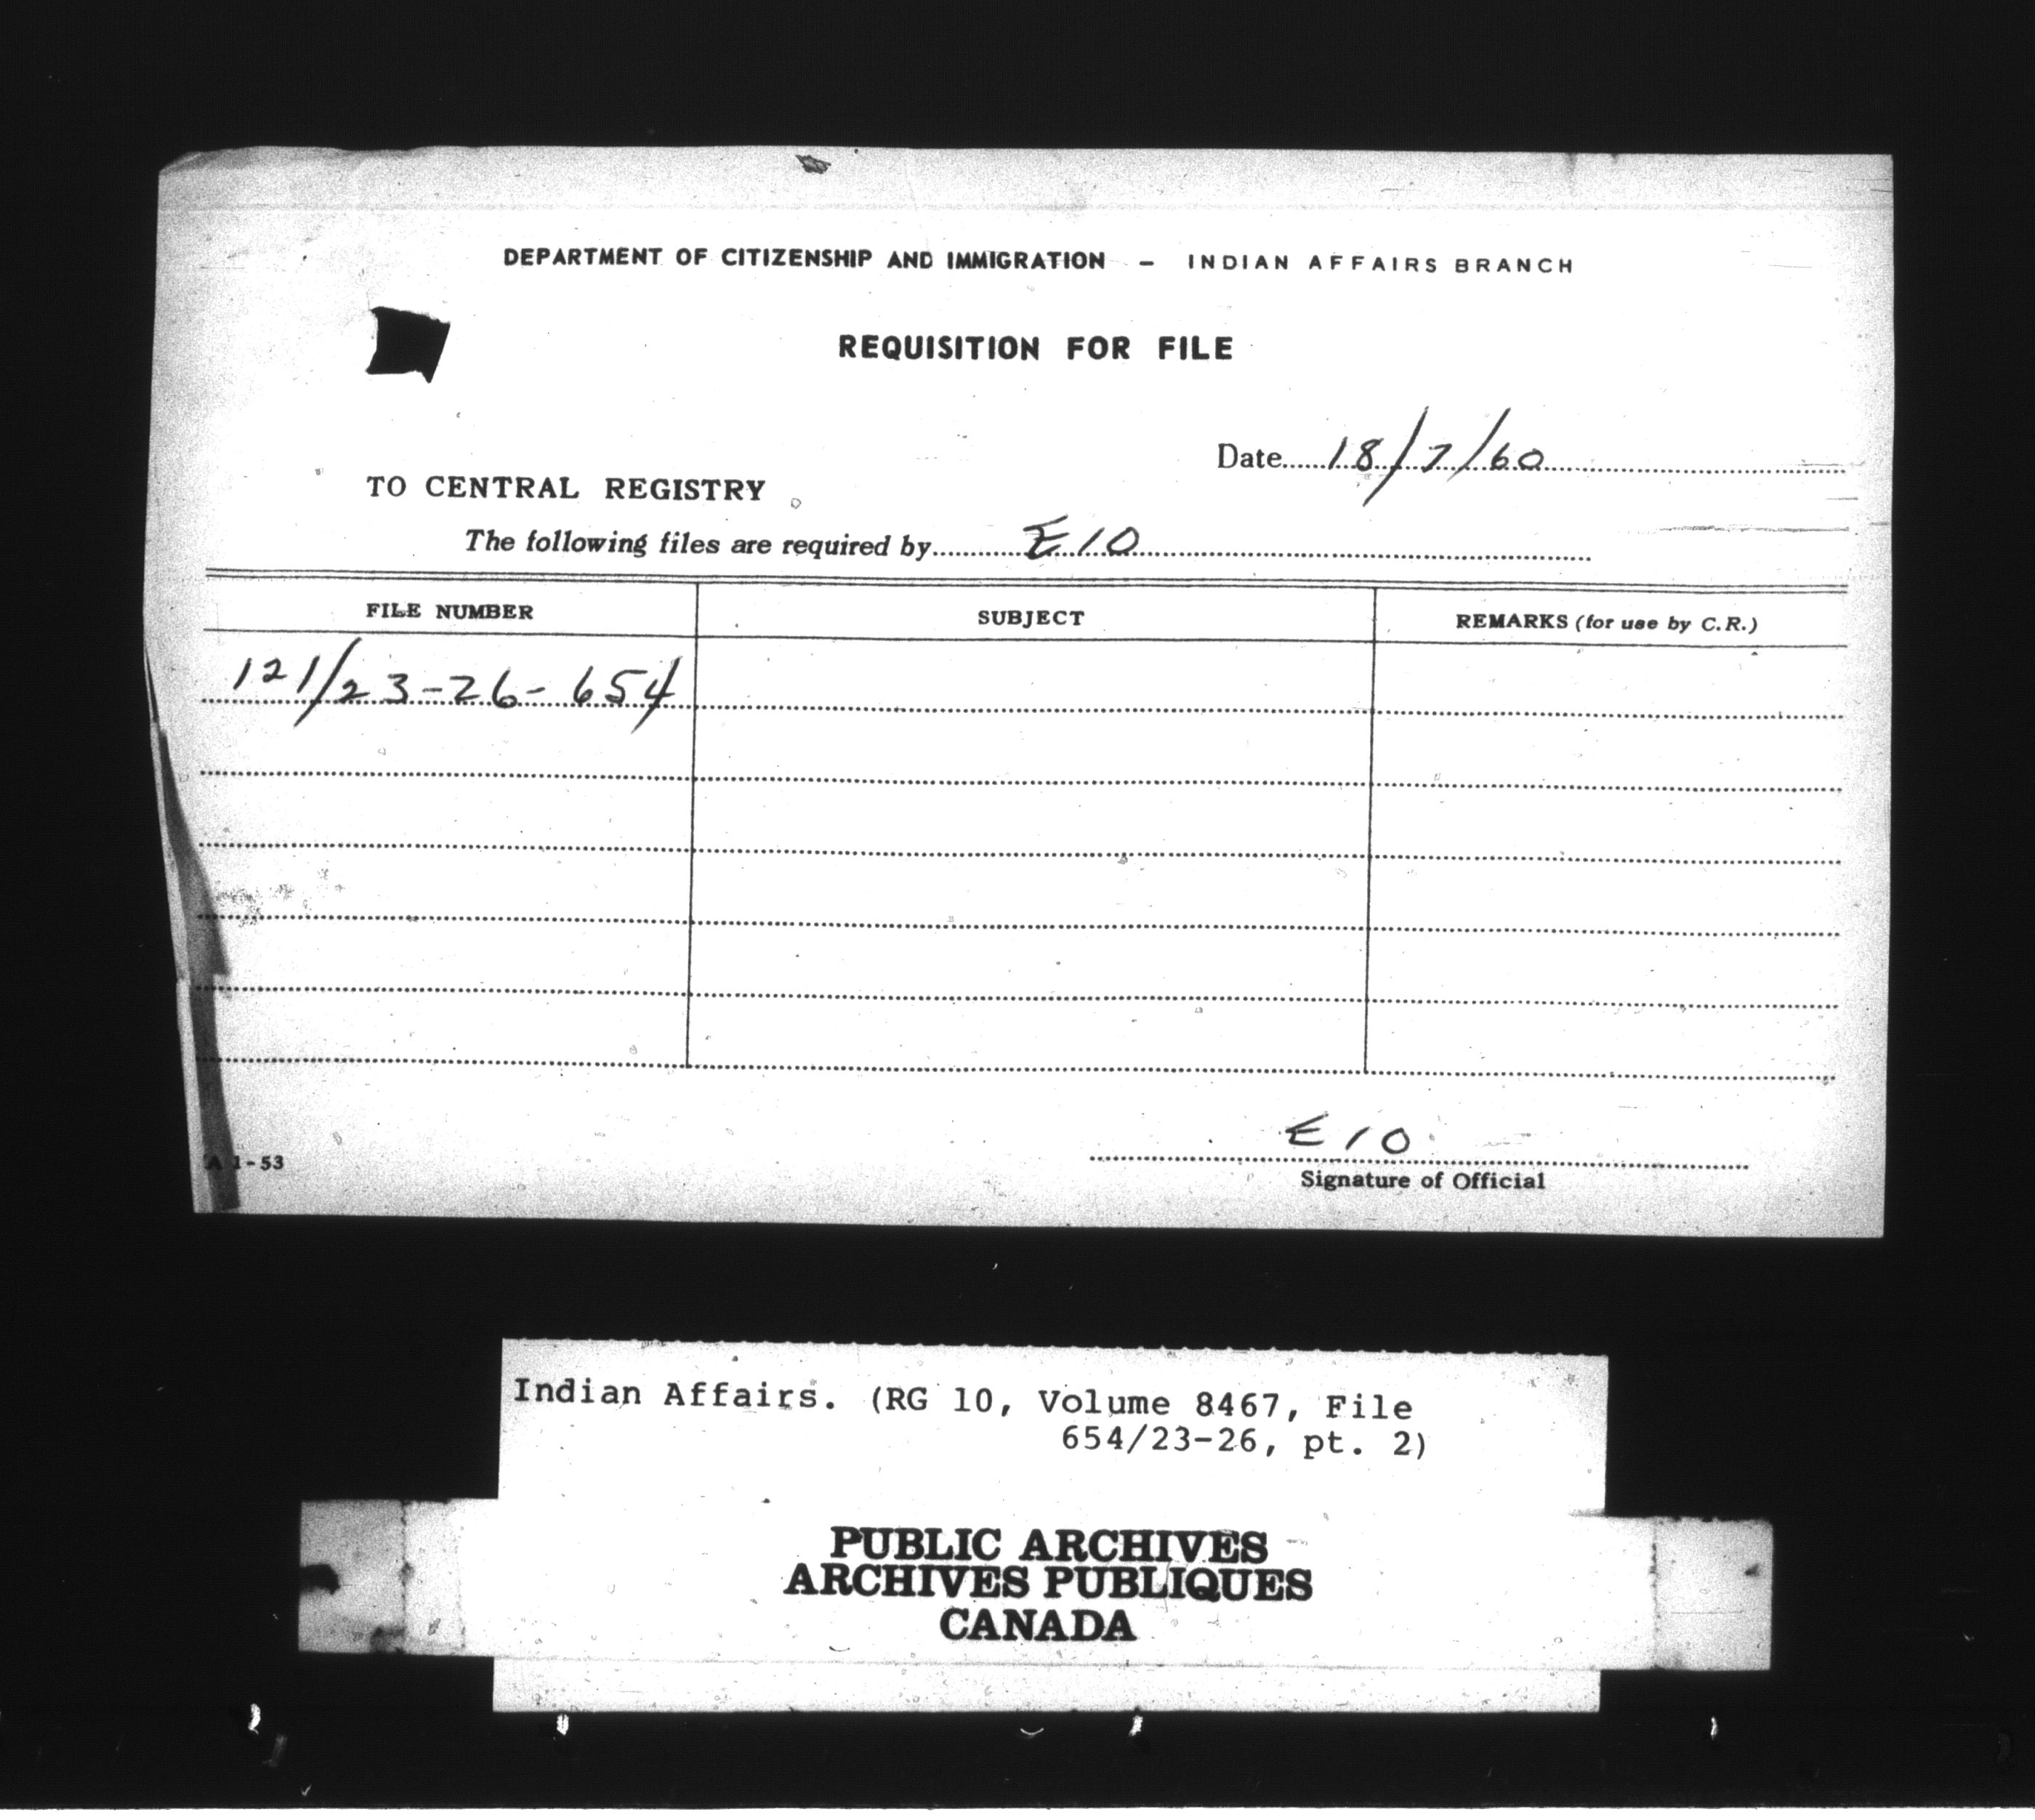 DEPARTMENT OF CITIZENSHIP AND IMMIGRATION – INDIAN AFFAIRS BRANCH
REQUISITION FOR FILE
Date 18/7/60
TO CENTRAL REGISTRY
The following files are required by E10
FILE NUMBER SUBJECT REMARKS (for use by C.R.)
121/23-26-654
E10
A 1-53
Signature of Official
Indian Affairs. (RG 10, Volume 8467, File
654/23-26, pt. 2)
PUBLIC ARCHIVES
ARCHIVES PUBLIQUES
CANADA